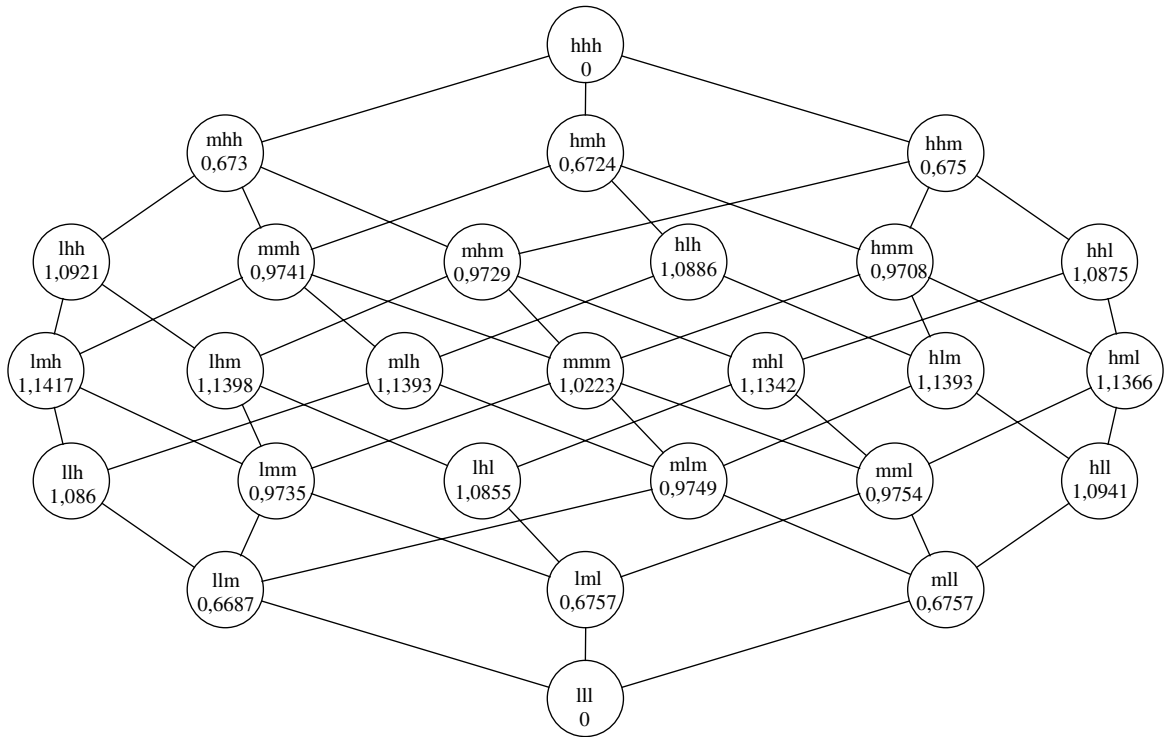 hhh
0
mhh
0,673
hmh
0,6724
hhm
0,675
lhh
1,0921
mmh
0,9741
mhm
0,9729
hlh
1,0886
hmm
0,9708
hhl
1,0875
lmh
1,1417
lhm
1,1398
mlh
1,1393
mmm
1,0223
mhl
1,1342
hlm
1,1393
hml
1,1366
llh
1,086
lmm
0,9735
lhl
1,0855
mlm
0,9749
mml
0,9754
hll
1,0941
llm
0,6687
lml
0,6757
mll
0,6757
lll
0